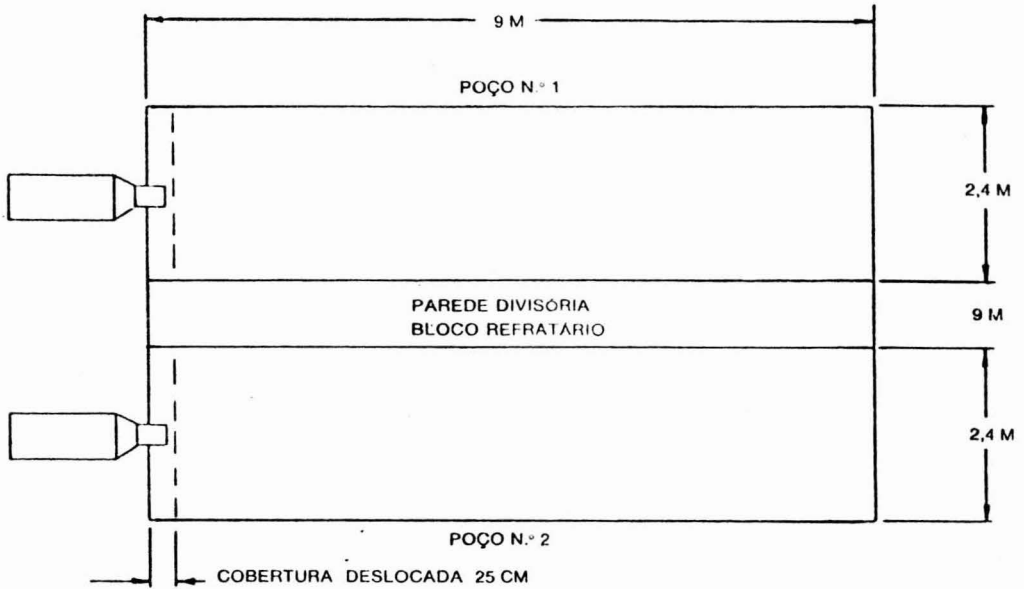 9 M
POÇO N.º 1
2,4 M
PAREDE DIVISÓRIA
BLOCO REFRATÁRIO
9 M
2,4 M
POÇO N.º 2
COBERTURA DESLOCADA 25 CM